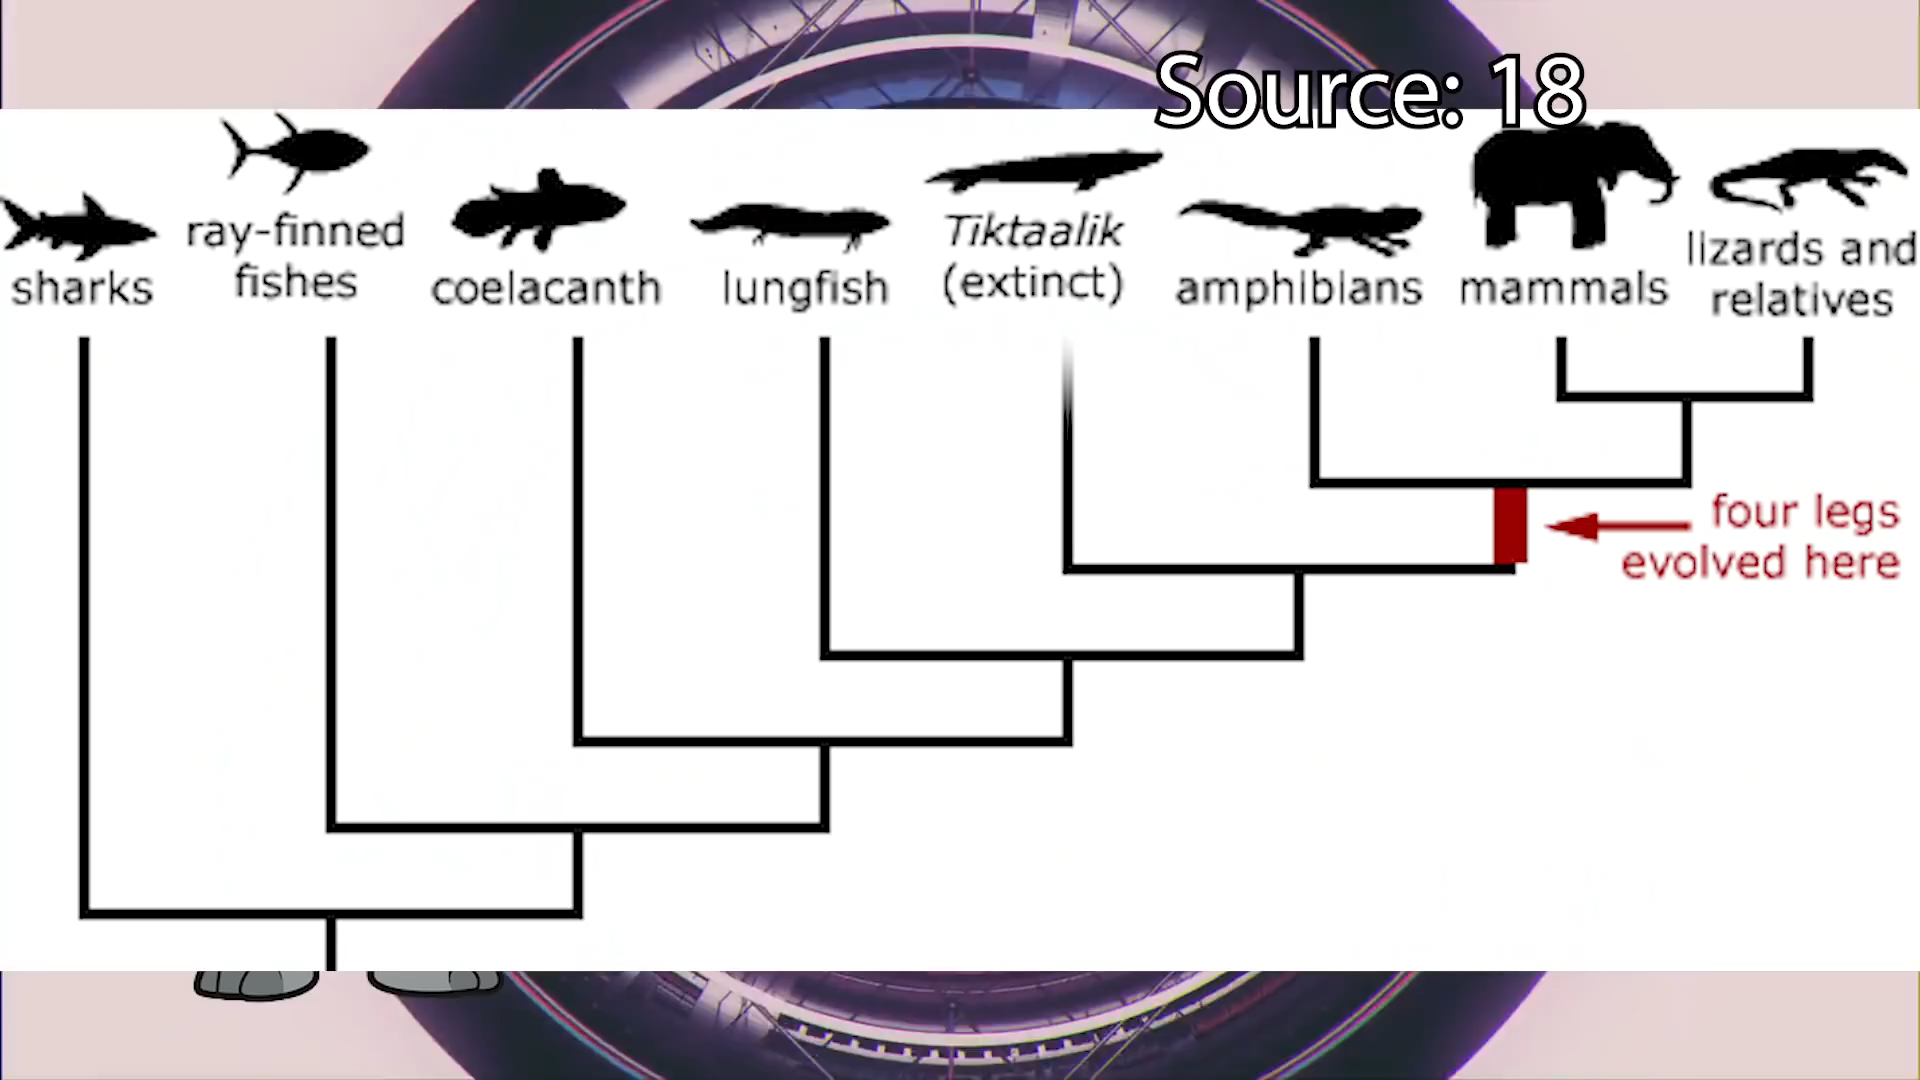 Source: 18
sharks
ray-finned
fishes
coelacanth
lungfish
Tiktaalik
(extinct)
amphibians
mammals
lizards and
relatives
four legs
evolved here